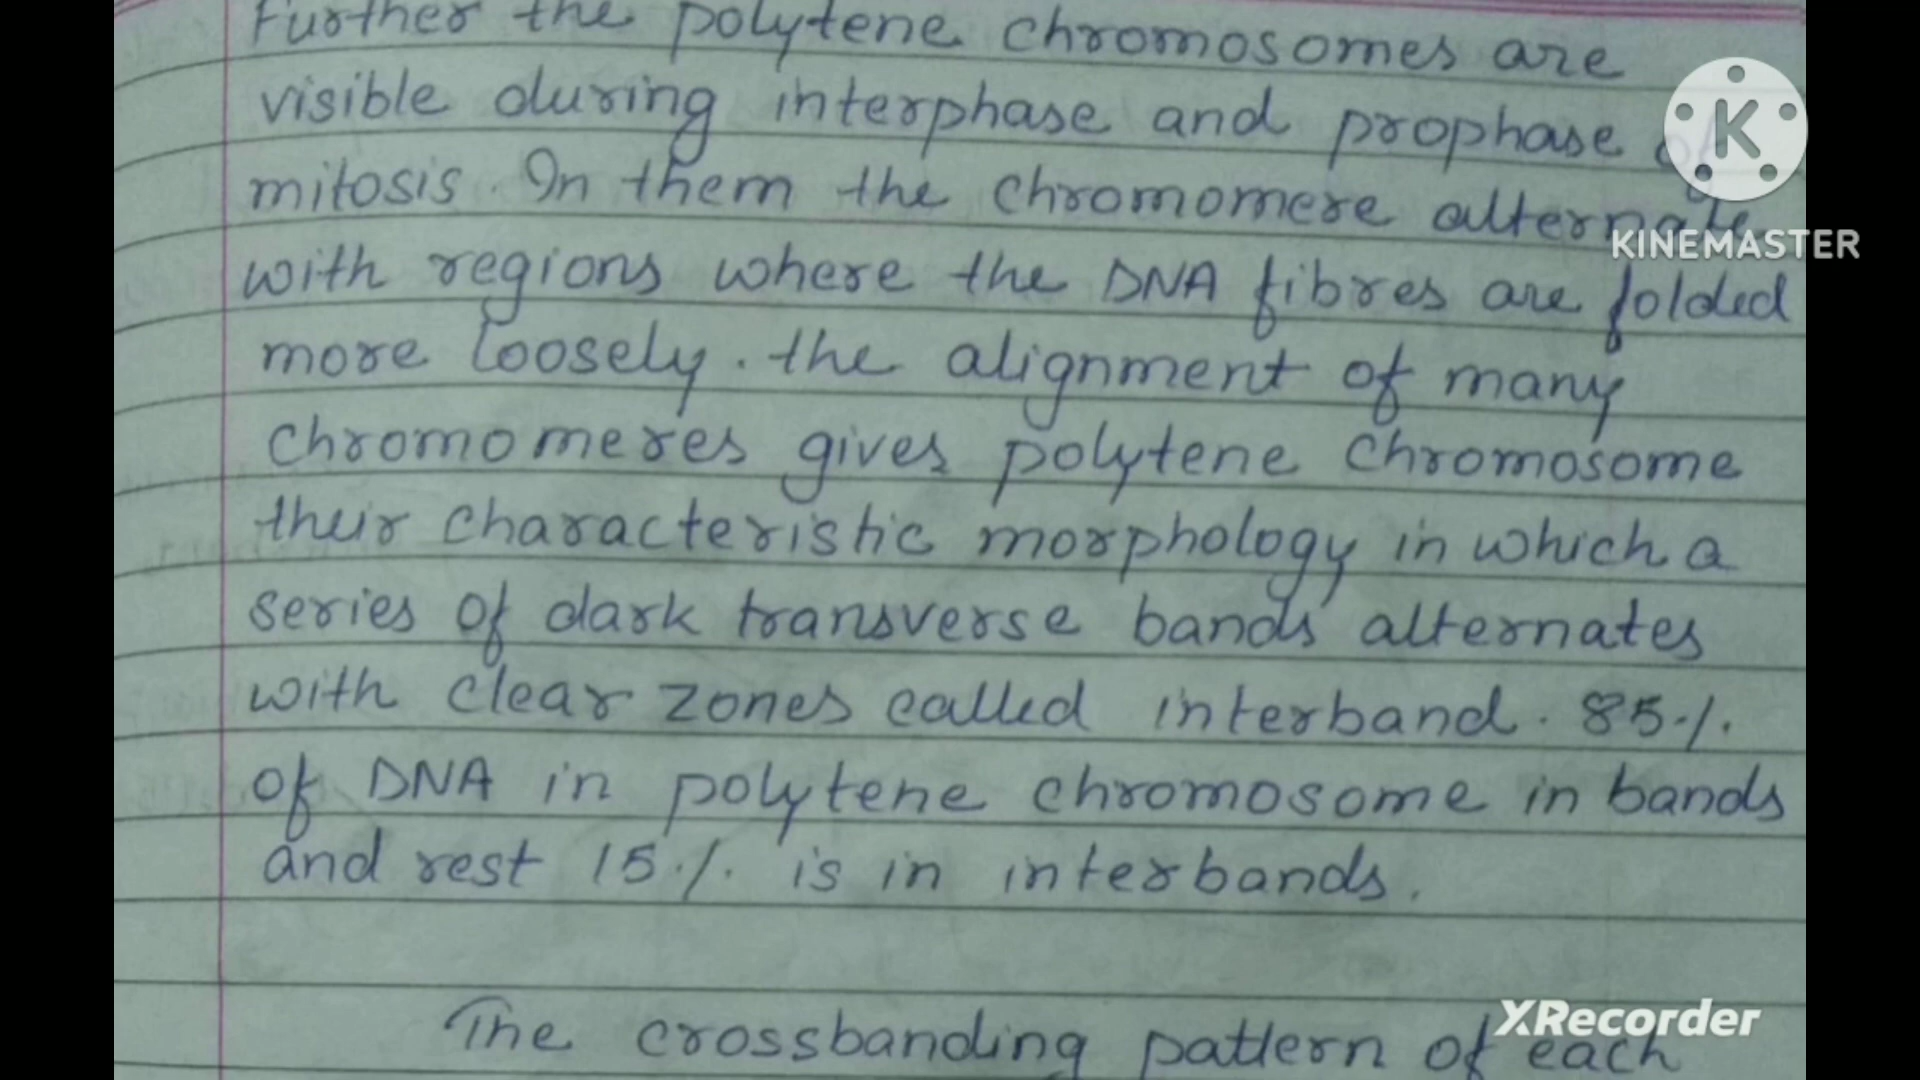 Further the polytene chromosomes are
visible during interphase and prophase of
mitosis. In them the chromomere alternate
with regions where the DNA fibres are folded
more loosely. the alignment of many
chromomeres gives polytene chromosome
their characteristic morphology in which a
series of dark transverse bands alternates
with clear zones called interband. 85%
of DNA in polytene chromosome in bands
and rest 15% is in interbands.
The crossbanding pattern of each
K
KINEMASTER
XRecorder